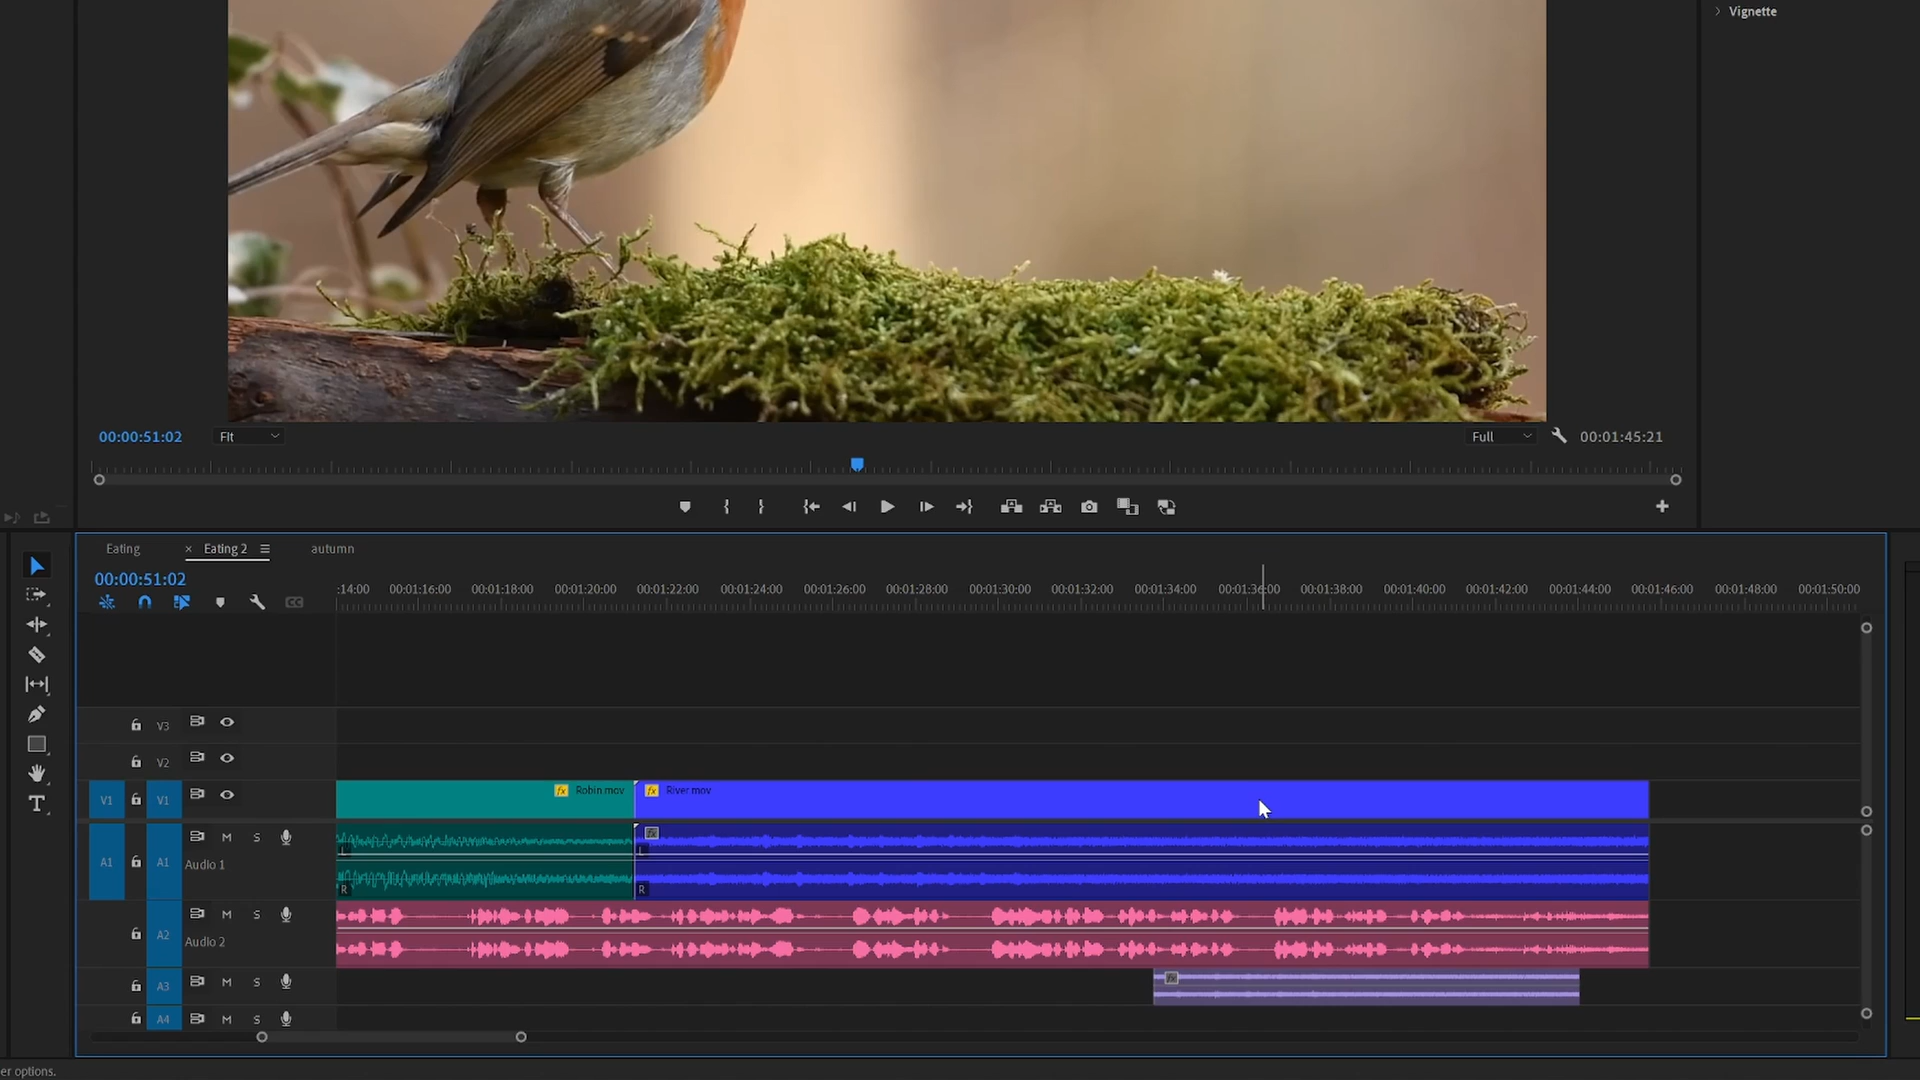 Vignette
00:00:51:02
FIt
Full
00:01:45:21
Eating
× Eating 2
autumn
00:00:51:02
:14:00 00:01:16:00 00:01:18:00 00:01:20:00 00:01:22:00 00:01:24:00 00:01:26:00 00:01:28:00 00:01:30:00 00:01:32:00 00:01:34:00 00:01:36:00 00:01:38:00 00:01:40:00 00:01:42:00 00:01:44:00 00:01:46:00 00:01:48:00 00:01:50:00
CC
V3
V2
V1 V1
fx Robin.mov fx River.mov
A1 A1 M S
Audio 1
fx
L L
R R
A2 M S
Audio 2
A3 M S
fx
A4 M S
T
er options.